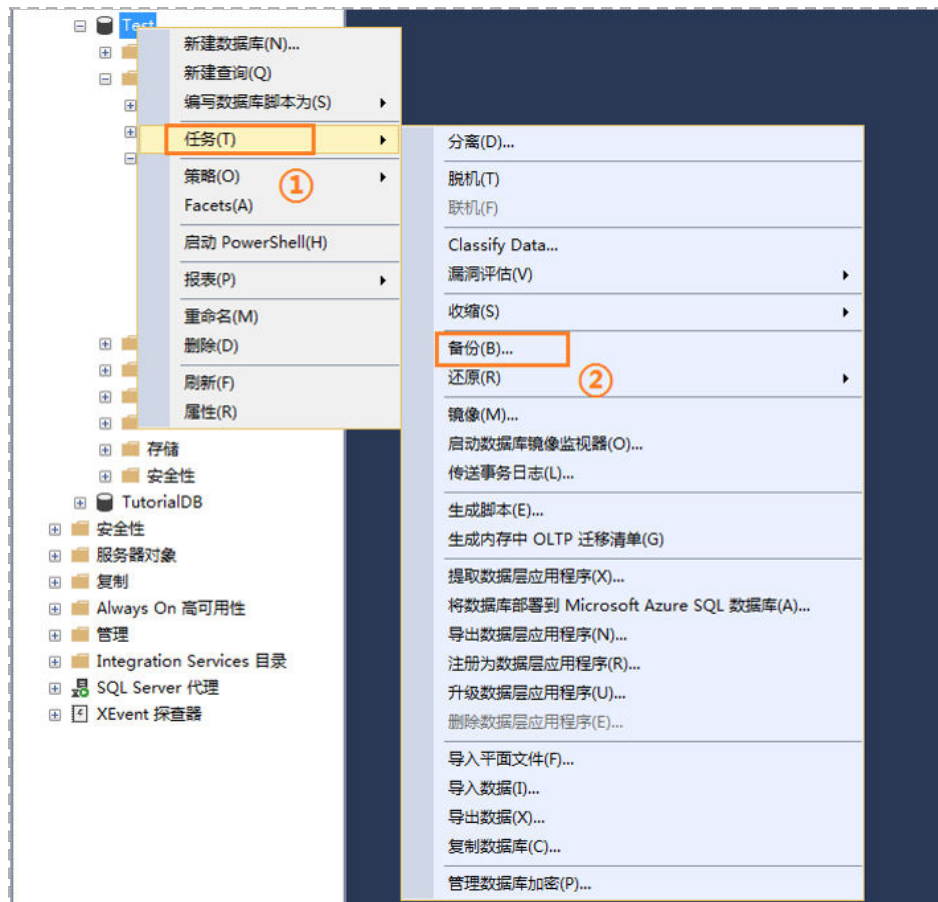 Test
新建数据库(N)...
新建查询(Q)
编写数据库脚本为(S)
任务(T)
策略(O)
①
Facets(A)
启动 PowerShell(H)
报表(P)
重命名(M)
删除(D)
刷新(F)
属性(R)
分离(D)...
脱机(T)
联机(F)
Classify Data...
漏洞评估(V)
收缩(S)
备份(B)...
还原(R)
②
镜像(M)...
启动数据库镜像监视器(O)...
传送事务日志(L)...
生成脚本(E)...
生成内存中 OLTP 迁移清单(G)
提取数据层应用程序(X)...
将数据库部署到 Microsoft Azure SQL 数据库(A)...
导出数据层应用程序(N)...
注册为数据层应用程序(R)...
升级数据层应用程序(U)...
删除数据层应用程序(E)...
导入平面文件(F)...
导入数据(I)...
导出数据(X)...
复制数据库(C)...
管理数据库加密(P)...
存储
安全性
TutorialDB
安全性
服务器对象
复制
Always On 高可用性
管理
Integration Services 目录
SQL Server 代理
XEvent 探查器